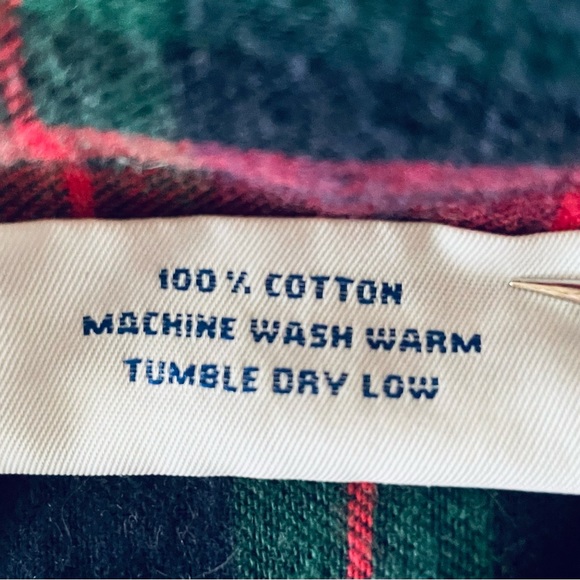 100% COTTON
MACHINE WASH WARM
TUMBLE DRY LOW